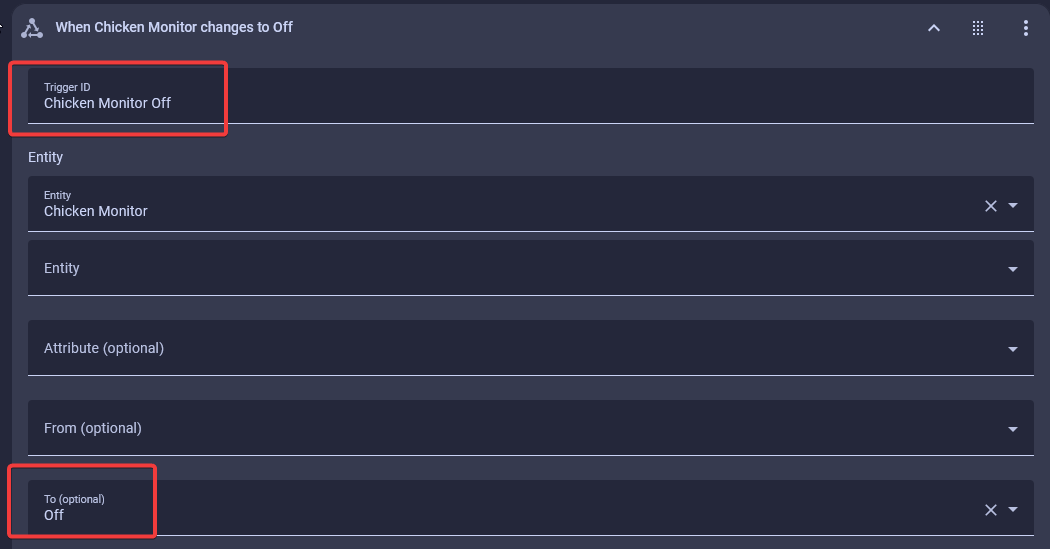 When Chicken Monitor changes to Off
Trigger ID
Chicken Monitor Off
Entity
Entity
Chicken Monitor
Entity
Attribute (optional)
From (optional)
To (optional)
Off